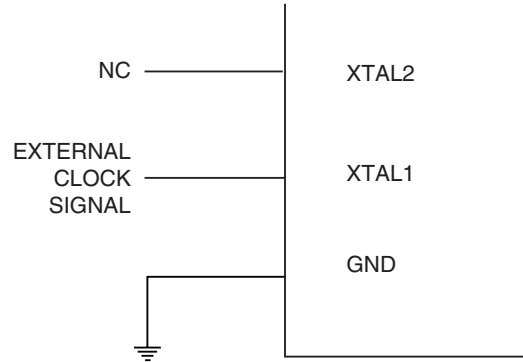 NC
XTAL2
EXTERNAL
CLOCK
SIGNAL
XTAL1
GND